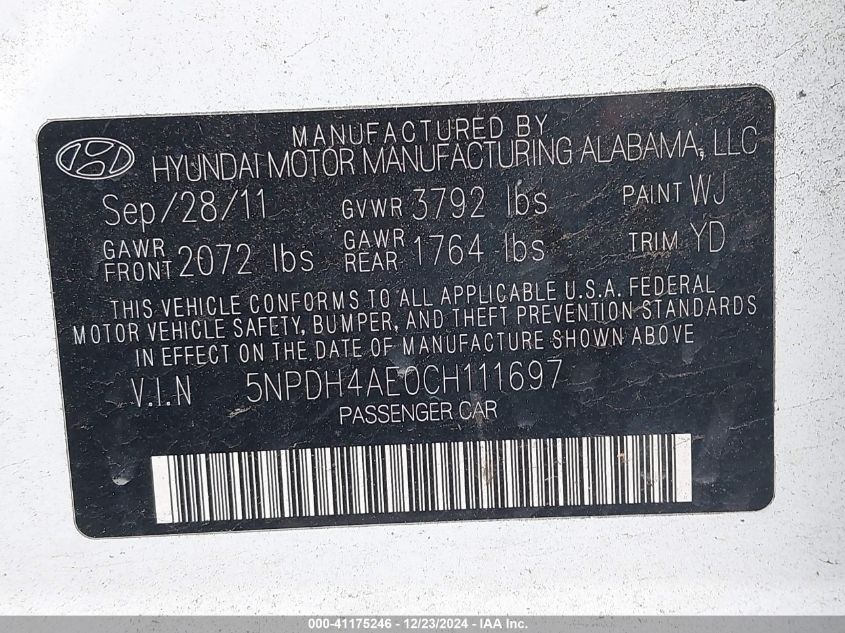 MANUFACTURED BY
HYUNDAI MOTOR MANUFACTURING ALABAMA, LLC
Sep/28/11 GVWR 3792 lbs PAINT WJ
GAWR FRONT 2072 lbs GAWR REAR 1764 lbs TRIM YD
THIS VEHICLE CONFORMS TO ALL APPLICABLE U.S.A. FEDERAL
MOTOR VEHICLE SAFETY, BUMPER, AND THEFT PREVENTION STANDARDS
IN EFFECT ON THE DATE OF MANUFACTURE SHOWN ABOVE
V.I.N 5NPDH4AE0CH111697
PASSENGER CAR
000-41175246 - 12/23/2024 - 111SC-111